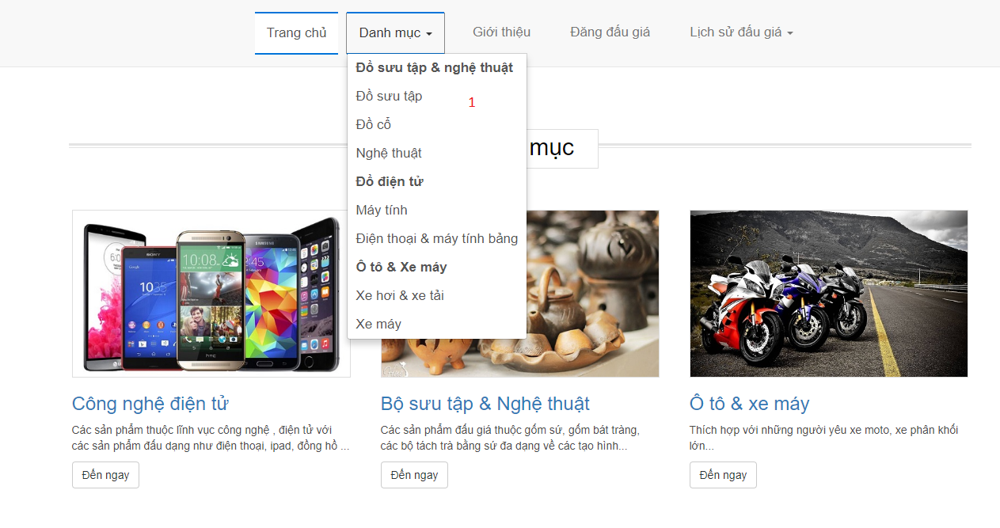 Trang chủ Danh mục Giới thiệu Đăng đấu giá Lịch sử đấu giá
Đồ sưu tập & nghệ thuật
Đồ sưu tập
1
Đồ cổ
Nghệ thuật
mục
Đồ điện tử
Máy tính
Điện thoại & máy tính bảng
Ô tô & Xe máy
Xe hơi & xe tải
Xe máy
SONY
SAMSUNG
10:08
hTC
Công nghệ điện tử
Các sản phẩm thuộc lĩnh vục công nghệ , điện tử với
các sản phẩm đấu dạng như điện thoại, ipad, đồng hồ ...
Đến ngay
Bộ sưu tập & Nghệ thuật
Các sản phẩm đấu giá thuộc gốm sứ, gốm bát tràng,
các bộ tách trà bằng sứ đa dạng về các tạo hình...
Đến ngay
Ô tô & xe máy
Thích hợp với những người yêu xe moto, xe phân khối
lớn...
Đến ngay